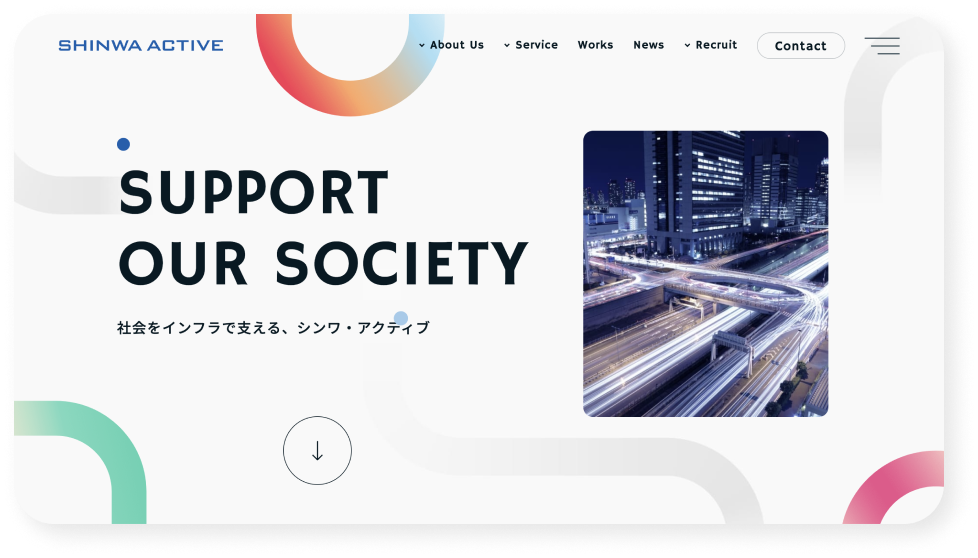 SHINWA ACTIVE
About Us
Service
Works
News
Recruit
Contact
SUPPORT
OUR SOCIETY
社会をインフラで支える、シンワ・アクティブ